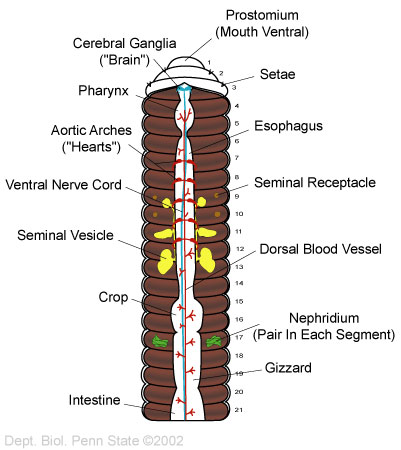 Prostomium
(Mouth Ventral)
Cerebral Ganglia
("Brain")
Setae
Pharynx
Aortic Arches
("Hearts")
Esophagus
Ventral Nerve Cord
Seminal Receptacle
Seminal Vesicle
Dorsal Blood Vessel
Crop
Nephridium
(Pair In Each Segment)
Gizzard
Intestine
1
2
3
4
5
6
7
8
9
10
11
12
13
14
15
16
17
18
19
20
21
Dept. Biol. Penn State ©2002